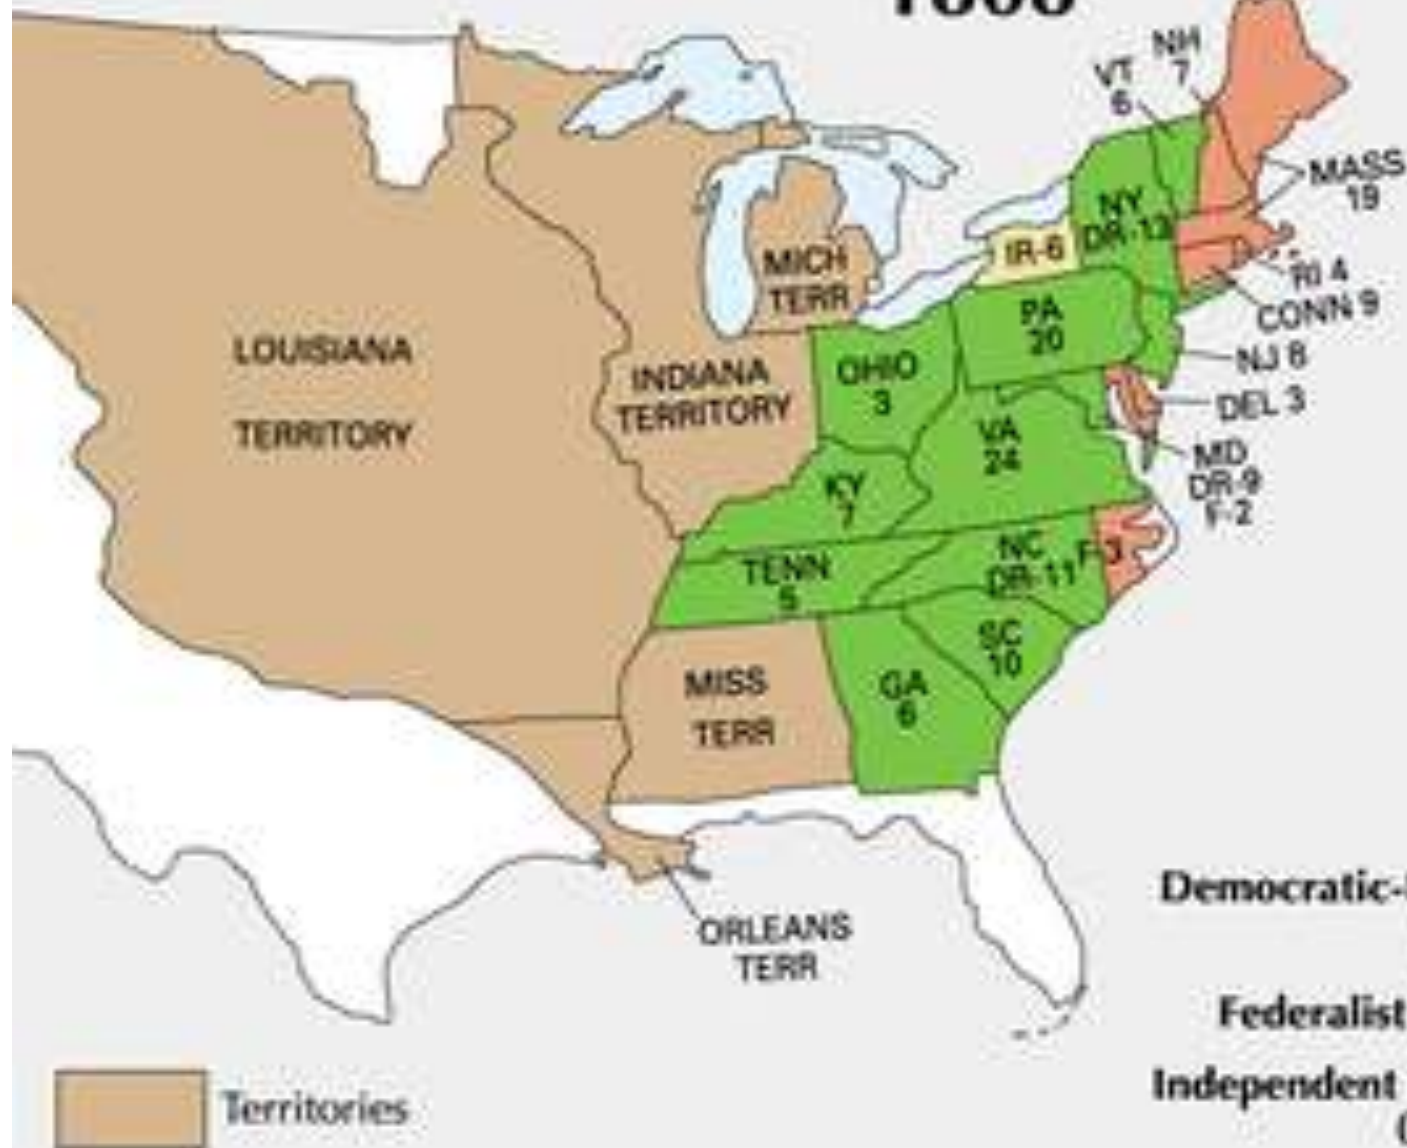 1808
NH
7
VT
6
MASS
19
NY
DR-13
IR-6
RI 4
CONN 9
MICH
TERR
PA
20
NJ 8
LOUISIANA
TERRITORY
INDIANA
TERRITORY
OHIO
3
DEL 3
VA
24
MD
DR-9
F-2
KY
7
NC
DR-11
F-3
TENN
5
SC
10
MISS
TERR
GA
6
Democratic-
ORLEANS
TERR
Federalist
Independent
Territories